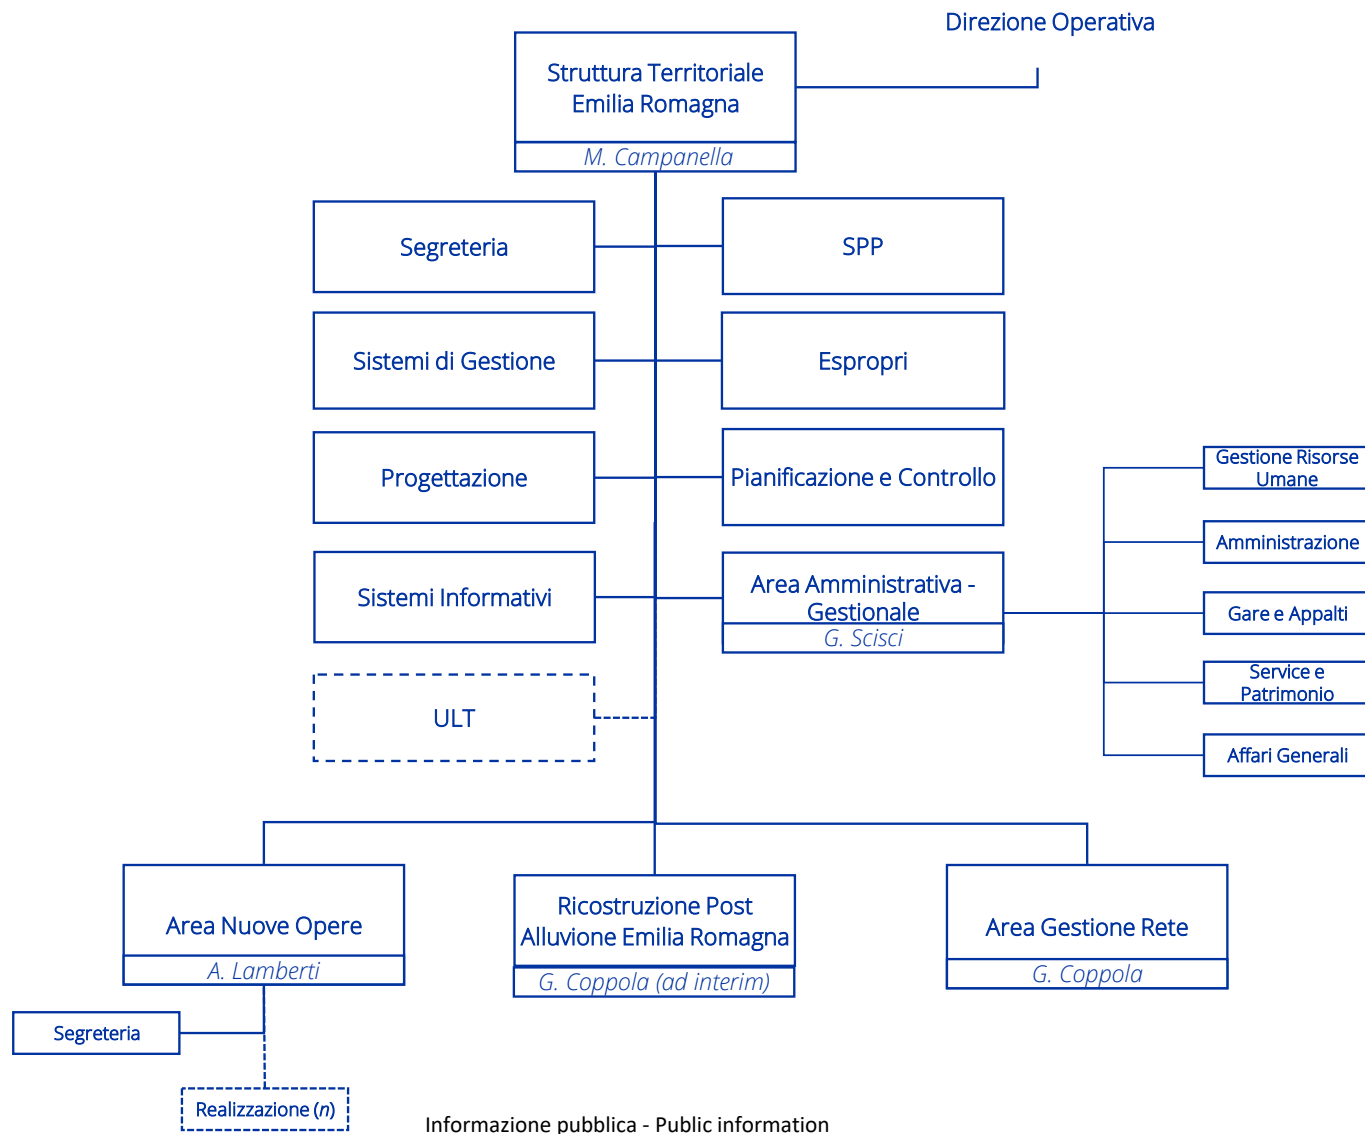 Direzione Operativa
Struttura Territoriale
Emilia Romagna
M. Campanella
Segreteria
SPP
Sistemi di Gestione
Espropri
Progettazione
Pianificazione e Controllo
Sistemi Informativi
Area Amministrativa -
Gestionale
G. Scisci
Gestione Risorse
Umane
Amministrazione
Gare e Appalti
Service e
Patrimonio
Affari Generali
ULT
Area Nuove Opere
A. Lamberti
Ricostruzione Post
Alluvione Emilia Romagna
G. Coppola (ad interim)
Area Gestione Rete
G. Coppola
Segreteria
Realizzazione (n)
Informazione pubblica - Public information